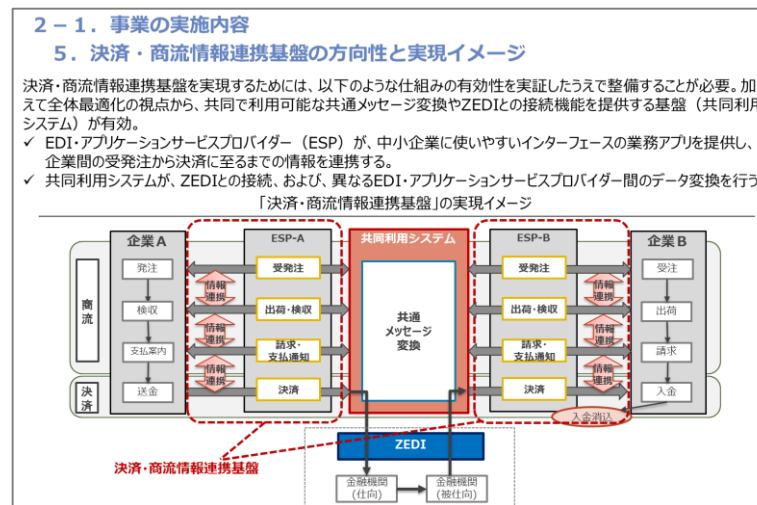 2－1．事業の実施内容
5．決済・商流情報連携基盤の方向性と実現イメージ
決済・商流情報連携基盤を実現するためには、以下のような仕組みの有効性を実証したうえで整備することが必要。加
えて全体最適化の視点から、共同で利用可能な共通メッセージ変換やZEDIとの接続機能を提供する基盤（共同利用
システム）が有効。
✓ EDI・アプリケーションサービスプロバイダー（ESP）が、中小企業に使いやすいインターフェースの業務アプリを提供し、
企業間の受発注から決済に至るまでの情報を連携する。
✓ 共同利用システムが、ZEDIとの接続、および、異なるEDI・アプリケーションサービスプロバイダー間のデータ変換を行う
「決済・商流情報連携基盤」の実現イメージ
企業A
ESP-A
共同利用システム
ESP-B
企業B
商流
発注
検収
支払案内
受発注
出荷・検収
請求・
支払通知
情報
連携
情報
連携
情報
連携
共通
メッセージ
変換
受発注
出荷・検収
請求・
支払通知
情報
連携
情報
連携
情報
連携
受注
出荷
請求
決済
送金
決済
決済
入金
入金消込
ZEDI
決済・商流情報連携基盤
金融機関
(仕向)
金融機関
(被仕向)